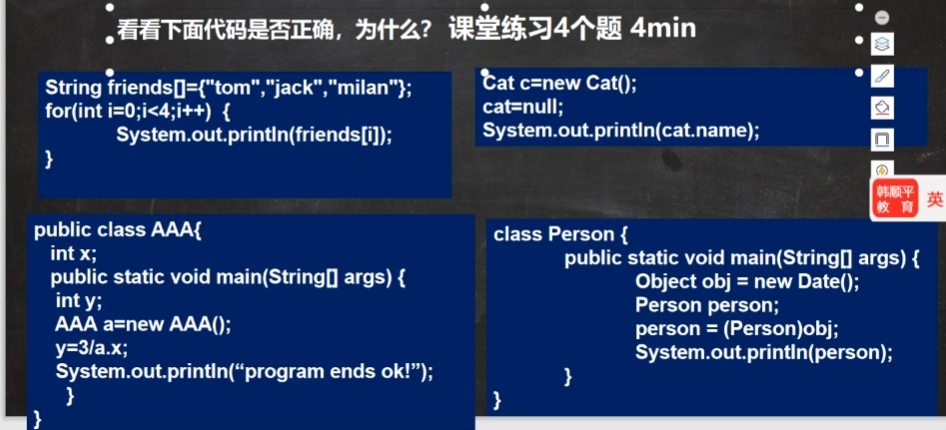 看看下面代码是否正确，为什么? 课堂练习4个题 4min
String friends[]={"tom","jack","milan"};
for(int i=0;i<4;i++) {
System.out.println(friends[i]);
}
Cat c=new Cat();
cat=null;
System.out.println(cat.name);
韩顺平
教 育
英
public class AAA{
int x;
public static void main(String[] args) {
int y;
AAA a=new AAA();
y=3/a.x;
System.out.println(“program ends ok!”);
}
}
class Person {
public static void main(String[] args) {
Object obj = new Date();
Person person;
person = (Person)obj;
System.out.println(person);
}
}